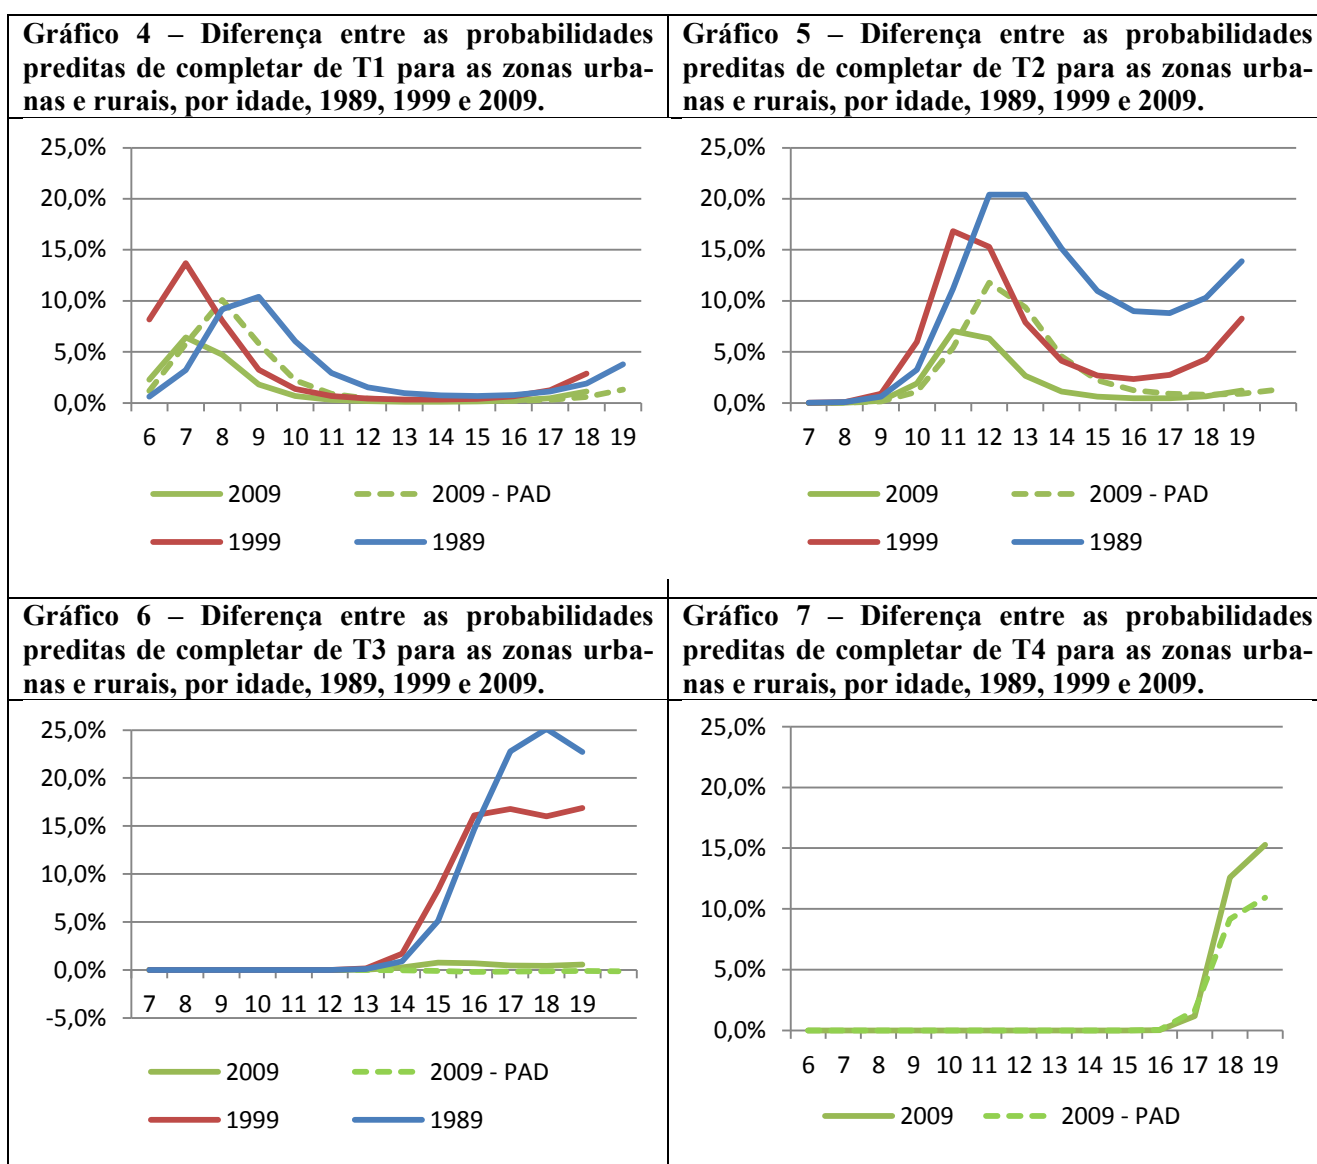 Gráfico 4 – Diferença entre as probabilidades
preditas de completar de T1 para as zonas urba-
nas e rurais, por idade, 1989, 1999 e 2009.
25,0%
20,0%
15,0%
10,0%
5,0%
0,0%
6 7 8 9 10 11 12 13 14 15 16 17 18 19
2009 2009 - PAD
1999 1989
Gráfico 5 – Diferença entre as probabilidades
preditas de completar de T2 para as zonas urba-
nas e rurais, por idade, 1989, 1999 e 2009.
25,0%
20,0%
15,0%
10,0%
5,0%
0,0%
7 8 9 10 11 12 13 14 15 16 17 18 19
2009 2009 - PAD
1999 1989
Gráfico 6 – Diferença entre as probabilidades
preditas de completar de T3 para as zonas urba-
nas e rurais, por idade, 1989, 1999 e 2009.
25,0%
20,0%
15,0%
10,0%
5,0%
0,0%
-5,0%
7 8 9 10 11 12 13 14 15 16 17 18 19
2009 2009 - PAD
1999 1989
Gráfico 7 – Diferença entre as probabilidades
preditas de completar de T4 para as zonas urba-
nas e rurais, por idade, 1989, 1999 e 2009.
25,0%
20,0%
15,0%
10,0%
5,0%
0,0%
6 7 8 9 10 11 12 13 14 15 16 17 18 19
2009 2009 - PAD